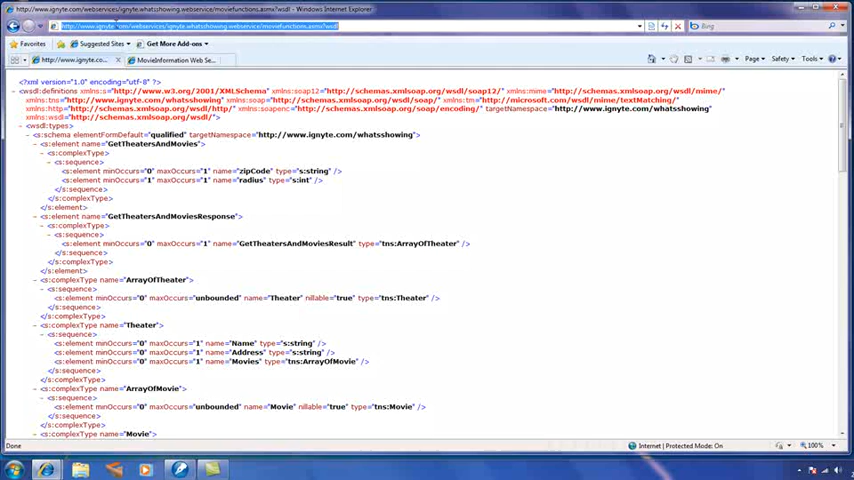 http://www.ignyte.com/webservices/ignyte.whatsshowing.webservice/moviefunctions.asmx?wsdl - Windows Internet Explorer
http://www.ignyte.com/webservices/ignyte.whatsshowing.webservice/moviefunctions.asmx?wsdl
Bing
Favorites Suggested Sites Get More Add-ons
http://www.ignyte.co... MovieInformation Web Ser... Page Safety Tools
<?xml version="1.0" encoding="utf-8" ?>
- <wsdl:definitions xmlns:s="http://www.w3.org/2001/XMLSchema" xmlns:soap12="http://schemas.xmlsoap.org/wsdl/soap12/" xmlns:mime="http://schemas.xmlsoap.org/wsdl/mime/"
xmlns:tns="http://www.ignyte.com/whatsshowing" xmlns:soap="http://schemas.xmlsoap.org/wsdl/soap/" xmlns:tm="http://microsoft.com/wsdl/mime/textMatching/"
xmlns:http="http://schemas.xmlsoap.org/wsdl/http/" xmlns:soapenc="http://schemas.xmlsoap.org/soap/encoding/" targetNamespace="http://www.ignyte.com/whatsshowing"
xmlns:wsdl="http://schemas.xmlsoap.org/wsdl/">
- <wsdl:types>
- <s:schema elementFormDefault="qualified" targetNamespace="http://www.ignyte.com/whatsshowing">
- <s:element name="GetTheatersAndMovies">
- <s:complexType>
- <s:sequence>
<s:element minOccurs="0" maxOccurs="1" name="zipCode" type="s:string" />
<s:element minOccurs="1" maxOccurs="1" name="radius" type="s:int" />
</s:sequence>
</s:complexType>
</s:element>
- <s:element name="GetTheatersAndMoviesResponse">
- <s:complexType>
- <s:sequence>
<s:element minOccurs="0" maxOccurs="1" name="GetTheatersAndMoviesResult" type="tns:ArrayOfTheater" />
</s:sequence>
</s:complexType>
</s:element>
- <s:complexType name="ArrayOfTheater">
- <s:sequence>
<s:element minOccurs="0" maxOccurs="unbounded" name="Theater" nillable="true" type="tns:Theater" />
</s:sequence>
</s:complexType>
- <s:complexType name="Theater">
- <s:sequence>
<s:element minOccurs="0" maxOccurs="1" name="Name" type="s:string" />
<s:element minOccurs="0" maxOccurs="1" name="Address" type="s:string" />
<s:element minOccurs="0" maxOccurs="1" name="Movies" type="tns:ArrayOfMovie" />
</s:sequence>
</s:complexType>
- <s:complexType name="ArrayOfMovie">
- <s:sequence>
<s:element minOccurs="0" maxOccurs="unbounded" name="Movie" nillable="true" type="tns:Movie" />
</s:sequence>
</s:complexType>
- <s:complexType name="Movie">
Done Internet | Protected Mode: On 100%